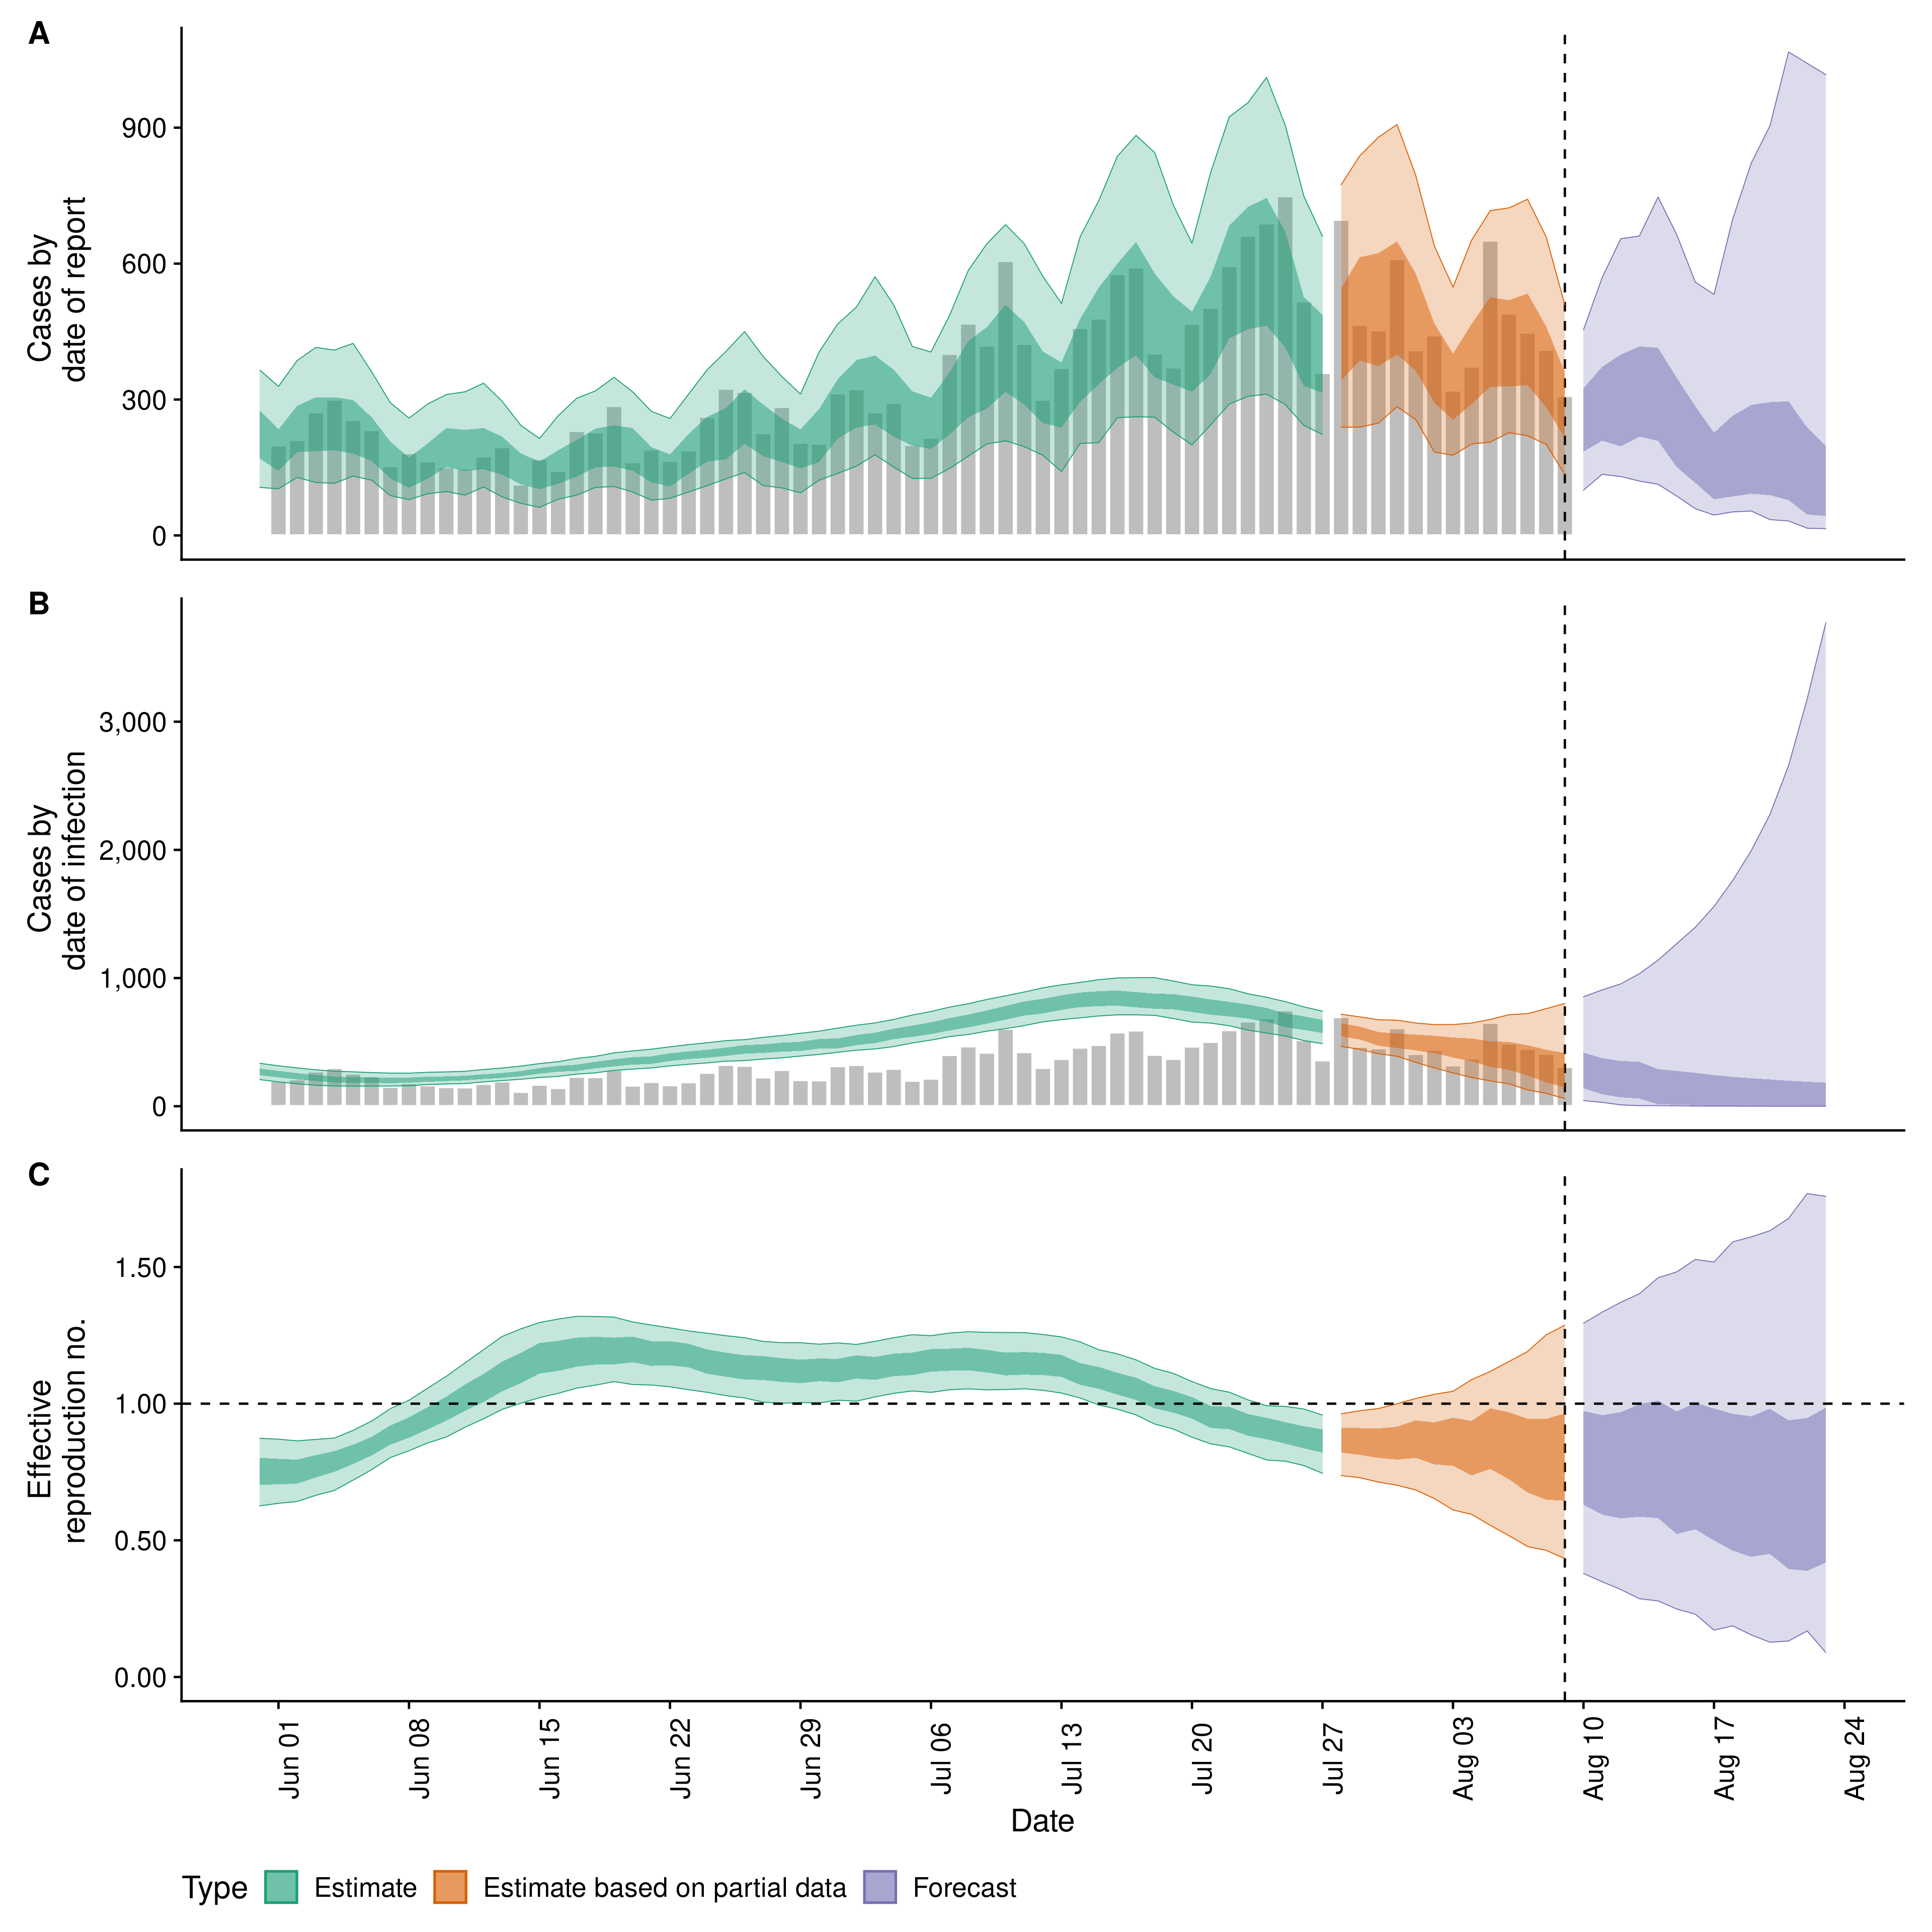 A
Cases by
date of report
900
600
300
0
B
Cases by
date of infection
3,000
2,000
1,000
0
C
Effective
reproduction no.
1.50
1.00
0.50
0.00
Jun 01
Jun 08
Jun 15
Jun 22
Jun 29
Jul 06
Jul 13
Jul 20
Jul 27
Aug 03
Aug 10
Aug 17
Aug 24
Date
Type Estimate Estimate based on partial data Forecast